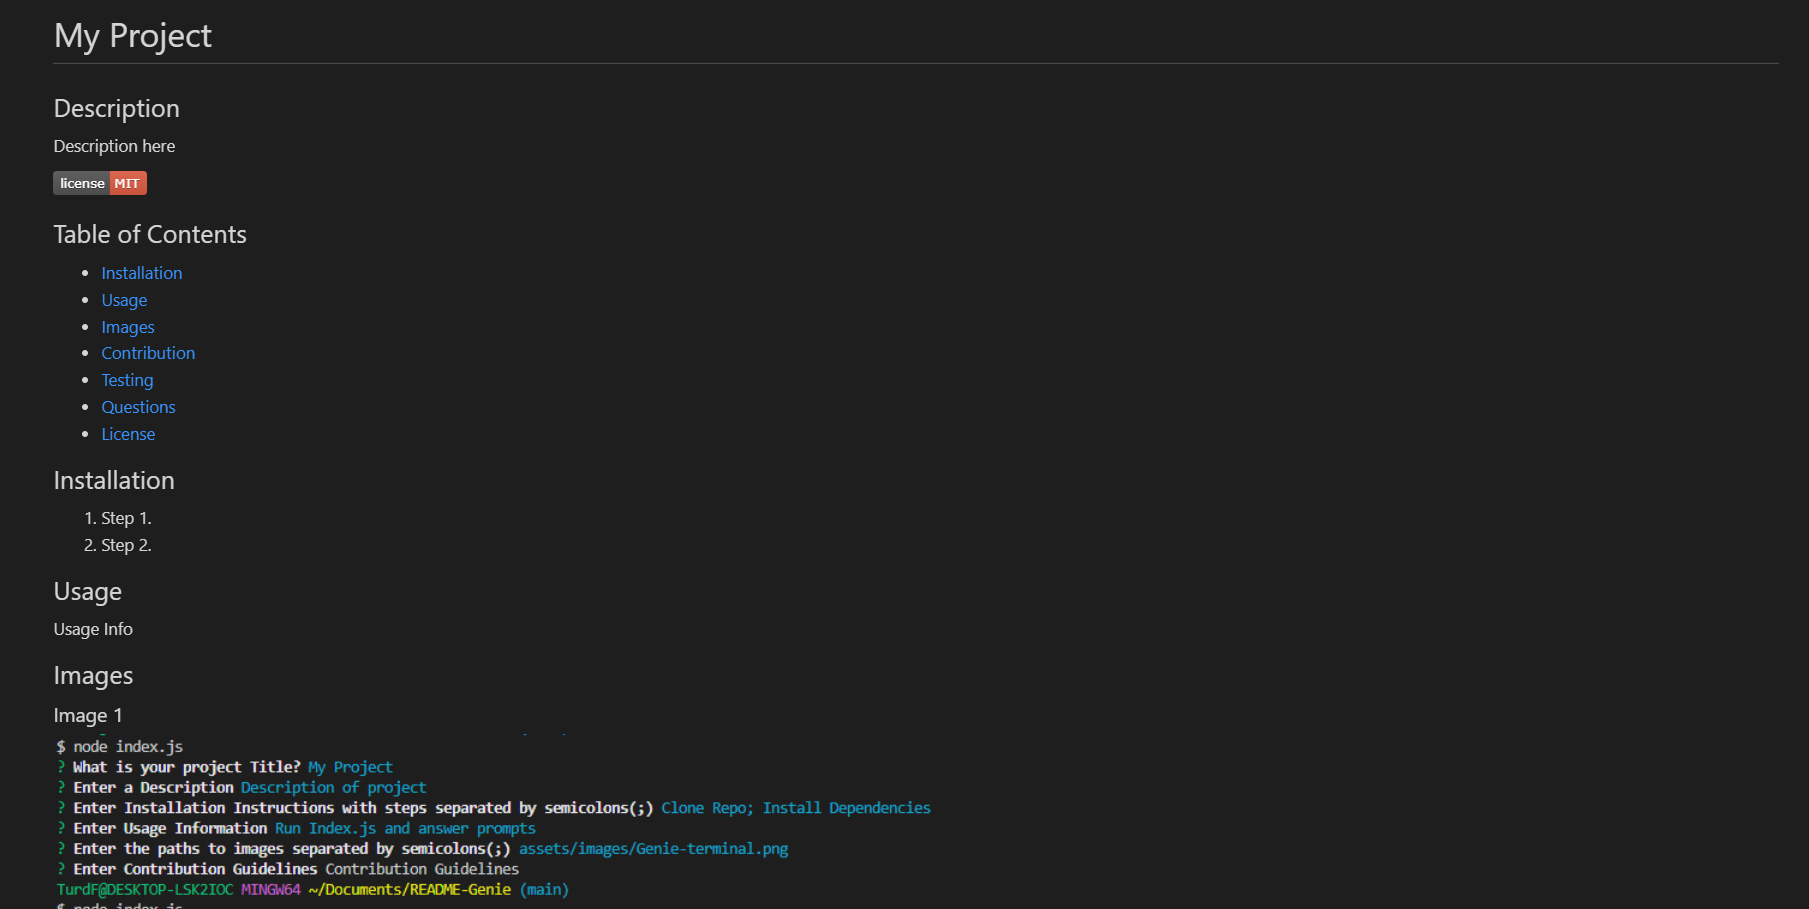 My Project
Description
Description here
license MIT
Table of Contents
• Installation
• Usage
• Images
• Contribution
• Testing
• Questions
• License
Installation
1. Step 1.
2. Step 2.
Usage
Usage Info
Images
Image 1
$ node index.js
? What is your project Title? My Project
? Enter a Description Description of project
? Enter Installation Instructions with steps separated by semicolons(;) Clone Repo; Install Dependencies
? Enter Usage Information Run Index.js and answer prompts
? Enter the paths to images separated by semicolons(;) assets/images/Genie-terminal.png
? Enter Contribution Guidelines Contribution Guidelines
TurdF@DESKTOP-LSK2IOC MINGW64 ~/Documents/README-Genie (main)
$ node index.js